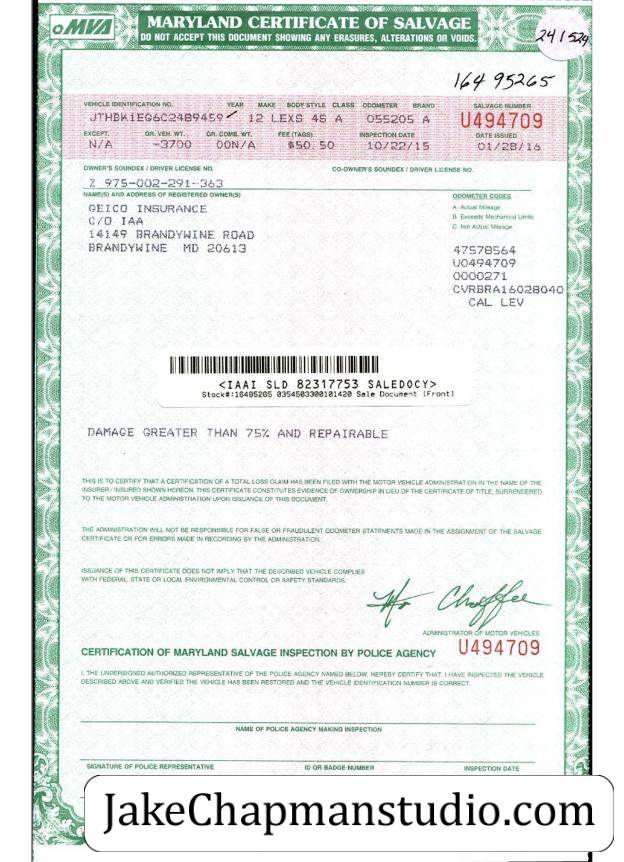 MVA
MARYLAND CERTIFICATE OF SALVAGE
DO NOT ACCEPT THIS DOCUMENT SHOWING ANY ERASURES, ALTERATIONS OR VOIDS.
241529
164 95265
VEHICLE IDENTIFICATION NO. YEAR MAKE BODY STYLE CLASS ODOMETER BRAND SALVAGE NUMBER
JTHBK1EG6C2489459 12 LEXS 4S A 055205 A U494709
EXCEPT. GR. VEH. WT. GR. COMB. WT. FEE (TAGS) INSPECTION DATE DATE ISSUED
N/A -3700 00N/A $50.50 10/22/15 01/28/16
OWNER'S SOUNDEX / DRIVER LICENSE NO. CO-OWNER'S SOUNDEX / DRIVER LICENSE NO.
Z 975-002-291-363
NAME(S) AND ADDRESS OF REGISTERED OWNER(S) ODOMETER CODES
GEICO INSURANCE A. Actual Mileage
C/O IAA B. Exceeds Mechanical Limits
14149 BRANDYWINE ROAD C. Not Actual Mileage
BRANDYWINE MD 20613
47578564
U0494709
0000271
CVRBRA16028040
CAL LEV
<IAAI SLD 82317753 SALEDOCY>
Stock#:16495265 0354503300101420 Sale Document (Front)
DAMAGE GREATER THAN 75% AND REPAIRABLE
THIS IS TO CERTIFY THAT A CERTIFICATION OF A TOTAL LOSS CLAIM HAS BEEN FILED WITH THE MOTOR VEHICLE ADMINISTRATION IN THE NAME OF THE
INSURER / INSURED SHOWN HEREON. THIS CERTIFICATE CONSTITUTES EVIDENCE OF OWNERSHIP IN LIEU OF THE CERTIFICATE OF TITLE, SURRENDERED
TO THE MOTOR VEHICLE ADMINISTRATION UPON ISSUANCE OF THIS DOCUMENT.
THE ADMINISTRATION WILL NOT BE RESPONSIBLE FOR FALSE OR FRAUDULENT ODOMETER STATEMENTS MADE IN THE ASSIGNMENT OF THE SALVAGE
CERTIFICATE OR FOR ERRORS MADE IN RECORDING BY THE ADMINISTRATION.
ISSUANCE OF THIS CERTIFICATE DOES NOT IMPLY THAT THE DESCRIBED VEHICLE COMPLIES
WITH FEDERAL, STATE OR LOCAL ENVIRONMENTAL CONTROL OR SAFETY STANDARDS.
ADMINISTRATOR OF MOTOR VEHICLES
CERTIFICATION OF MARYLAND SALVAGE INSPECTION BY POLICE AGENCY U494709
I, THE UNDERSIGNED AUTHORIZED REPRESENTATIVE OF THE POLICE AGENCY NAMED BELOW, HEREBY CERTIFY THAT, I HAVE INSPECTED THE VEHICLE
DESCRIBED ABOVE AND VERIFIED THE VEHICLE HAS BEEN RESTORED AND THE VEHICLE IDENTIFICATION NUMBER IS CORRECT.
NAME OF POLICE AGENCY MAKING INSPECTION
SIGNATURE OF POLICE REPRESENTATIVE ID OR BADGE NUMBER INSPECTION DATE
JakeChapmanstudio.com